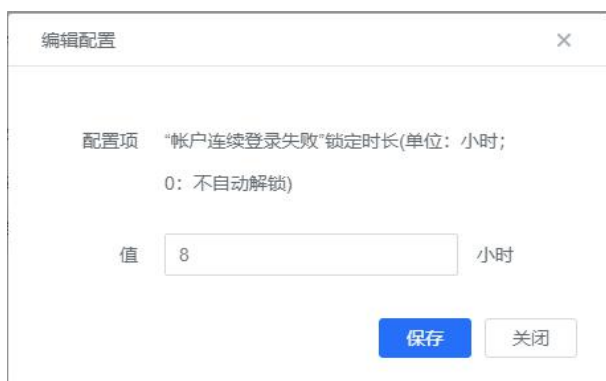 编辑配置
配置项 “帐户连续登录失败”锁定时长(单位：小时；
0：不自动解锁)
值 8 小时
保存 关闭